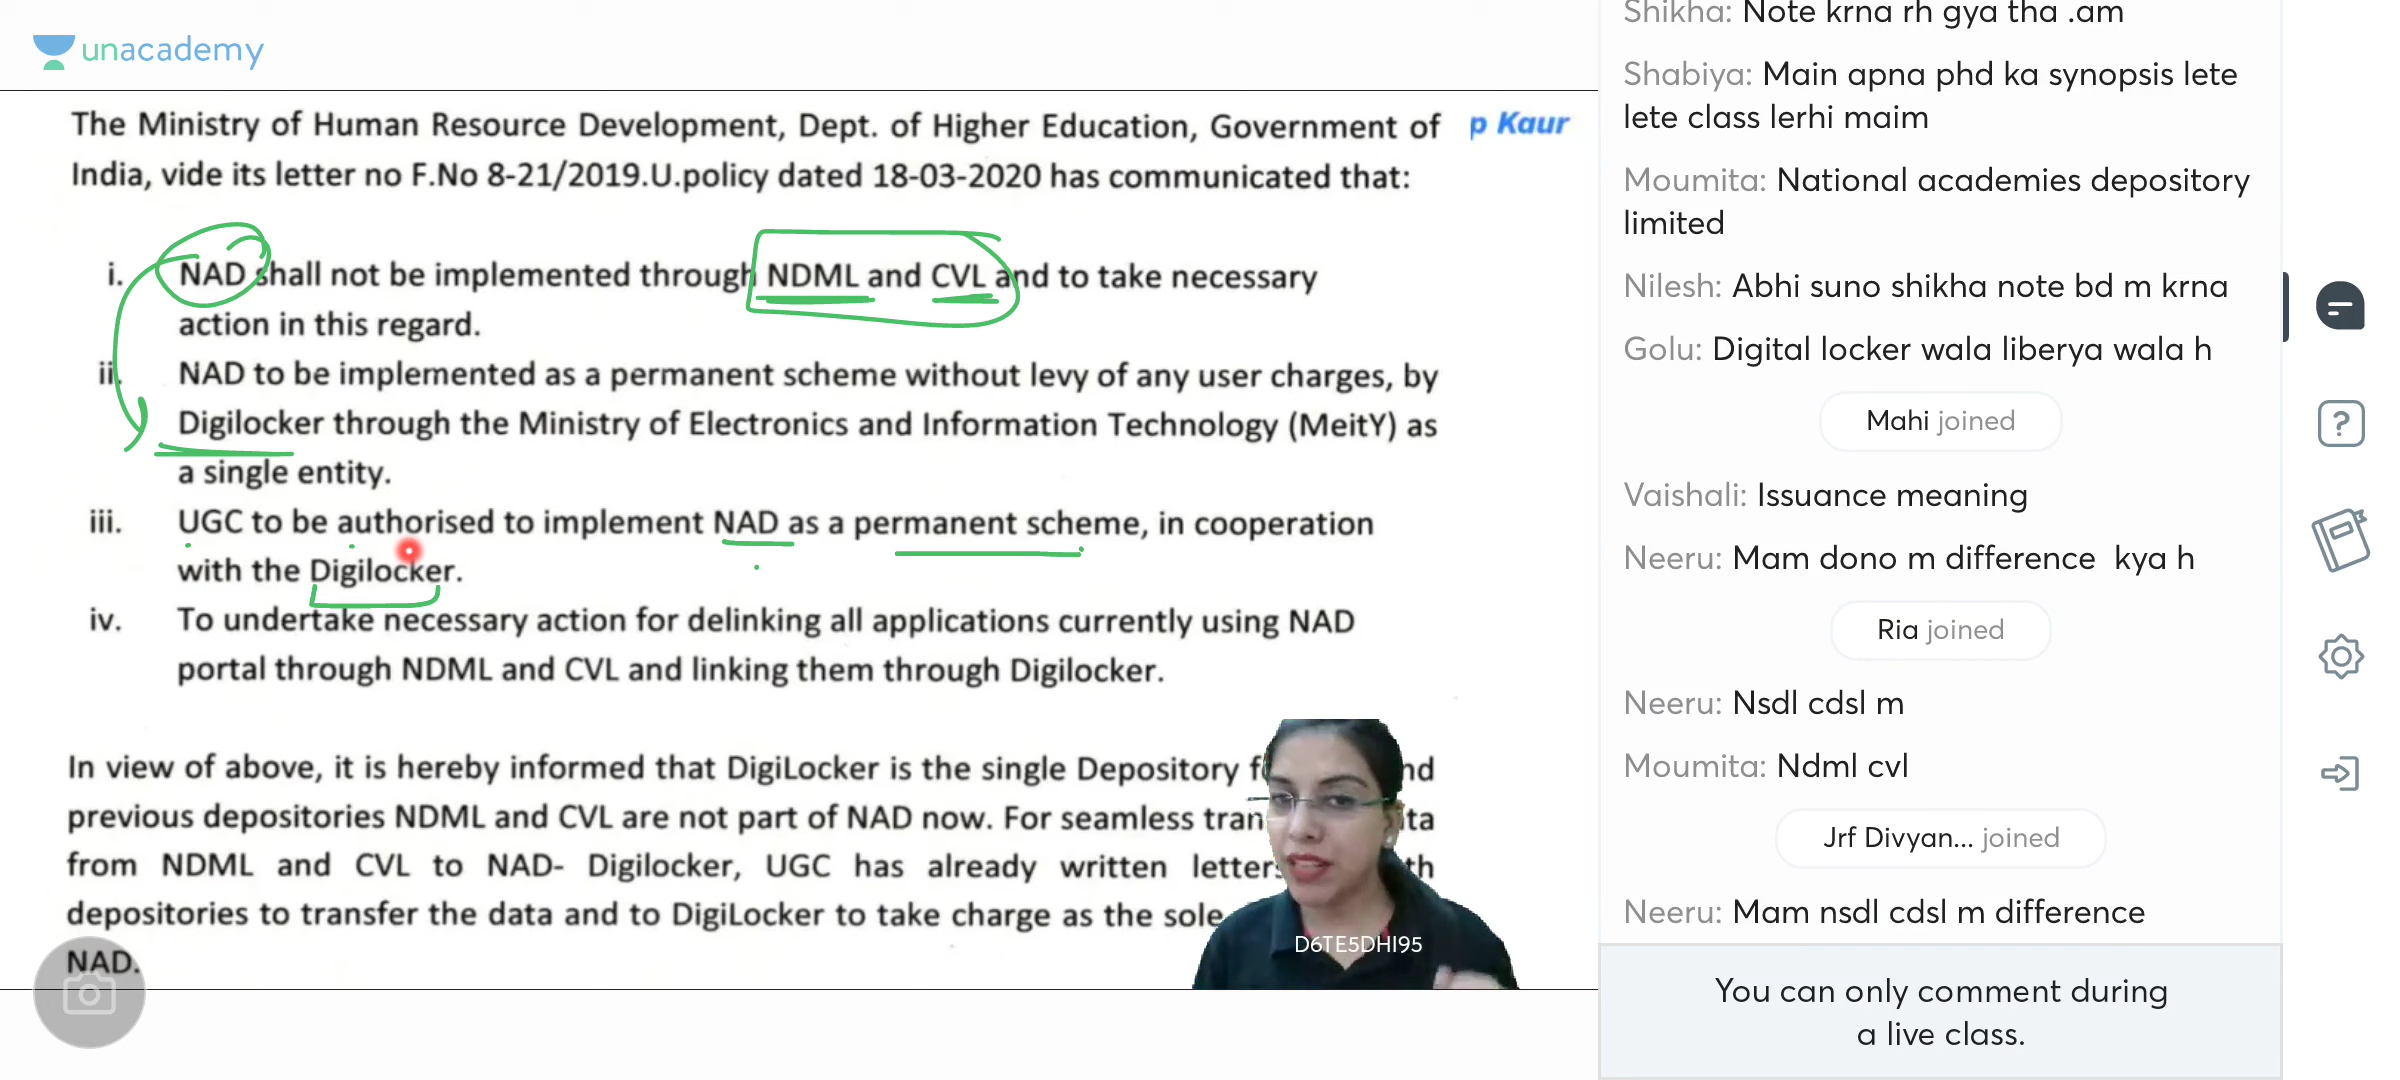 unacademy
The Ministry of Human Resource Development, Dept. of Higher Education, Government of
p Kaur
India, vide its letter no F.No 8-21/2019.U.policy dated 18-03-2020 has communicated that:
i. NAD shall not be implemented through NDML and CVL and to take necessary
action in this regard.
ii. NAD to be implemented as a permanent scheme without levy of any user charges, by
Digilocker through the Ministry of Electronics and Information Technology (MeitY) as
a single entity.
iii. UGC to be authorised to implement NAD as a permanent scheme, in cooperation
with the Digilocker.
iv. To undertake necessary action for delinking all applications currently using NAD
portal through NDML and CVL and linking them through Digilocker.
In view of above, it is hereby informed that DigiLocker is the single Depository
previous depositories NDML and CVL are not part of NAD now. For seamless
from NDML and CVL to NAD- Digilocker, UGC has already written
depositories to transfer the data and to DigiLocker to take charge as the sole
NAD.
D6TE5DHI95
Shikha: Note krna rh gya tha .am
Shabiya: Main apna phd ka synopsis lete
lete class lerhi maim
Moumita: National academies depository
limited
Nilesh: Abhi suno shikha note bd m krna
Golu: Digital locker wala liberya wala h
Mahi joined
Vaishali: Issuance meaning
Neeru: Mam dono m difference kya h
Ria joined
Neeru: Nsdl cdsl m
Moumita: Ndml cvl
Jrf Divyan... joined
Neeru: Mam nsdl cdsl m difference
You can only comment during
a live class.
?